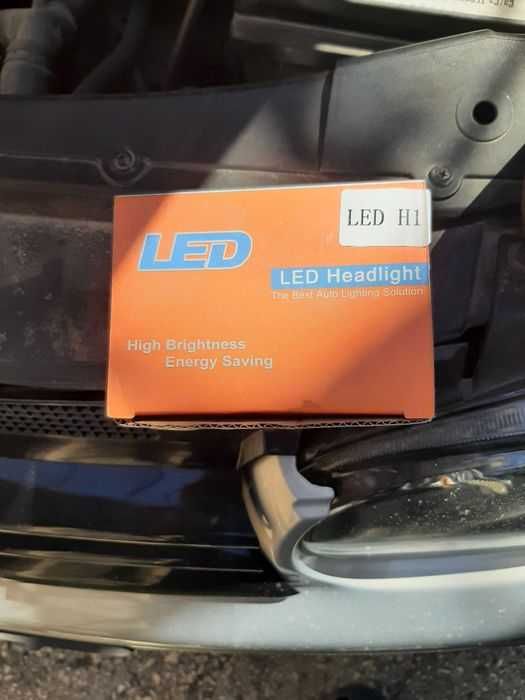 LED H1
LED
LED Headlight
The Best Auto Lighting Solution
High Brightness
Energy Saving